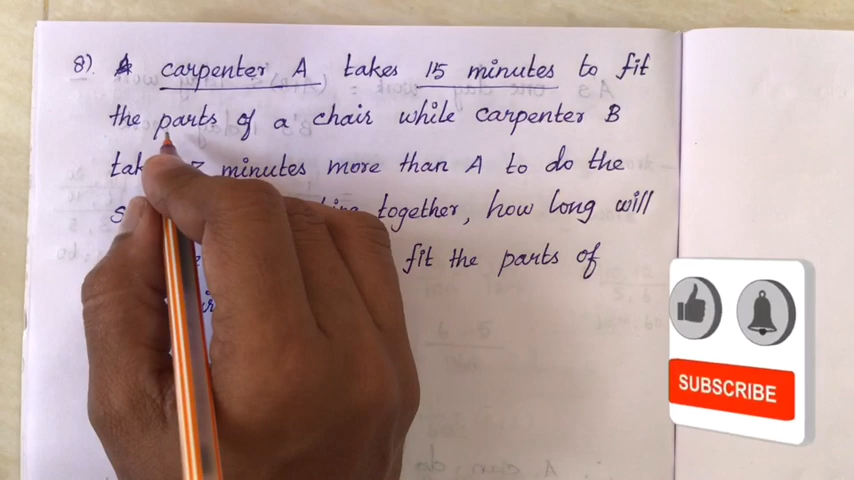 8). A carpenter A takes 15 minutes to fit
the parts of a chair while carpenter B
minutes more than A to do the
together, how long will
fit the parts of
SUBSCRIBE